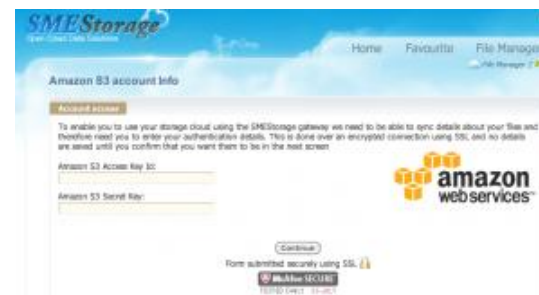 SMEStorage
Open Cloud Data Solutions
Home Favourite File Manager
File Manager
Amazon S3 account Info
Account access
To enable you to use your storage cloud using the SMEStorage gateway we need to be able to sync details about your files and
therefore need you to enter your authentication details. This is done over an encrypted connection using SSL and no details
are saved until you confirm that you want them to be in the next screen
Amazon S3 Access Key Id:
amazon
webservices™
Amazon S3 Secret Key:
Continue
Form submitted securely using SSL
McAfee SECURE
TESTED DAILY